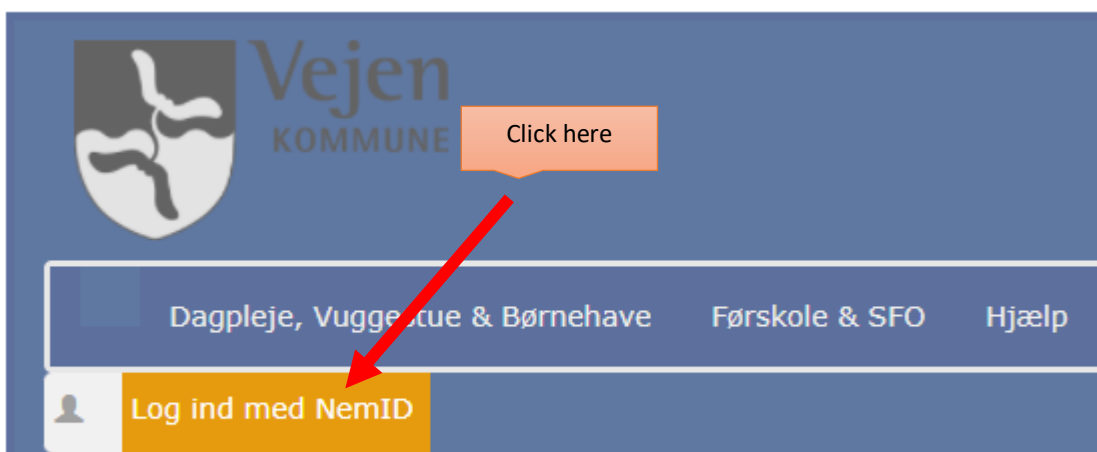 Vejen
KOMMUNE
Click here
Dagpleje, Vuggestue & Børnehave Førskole & SFO Hjælp
Log ind med NemID